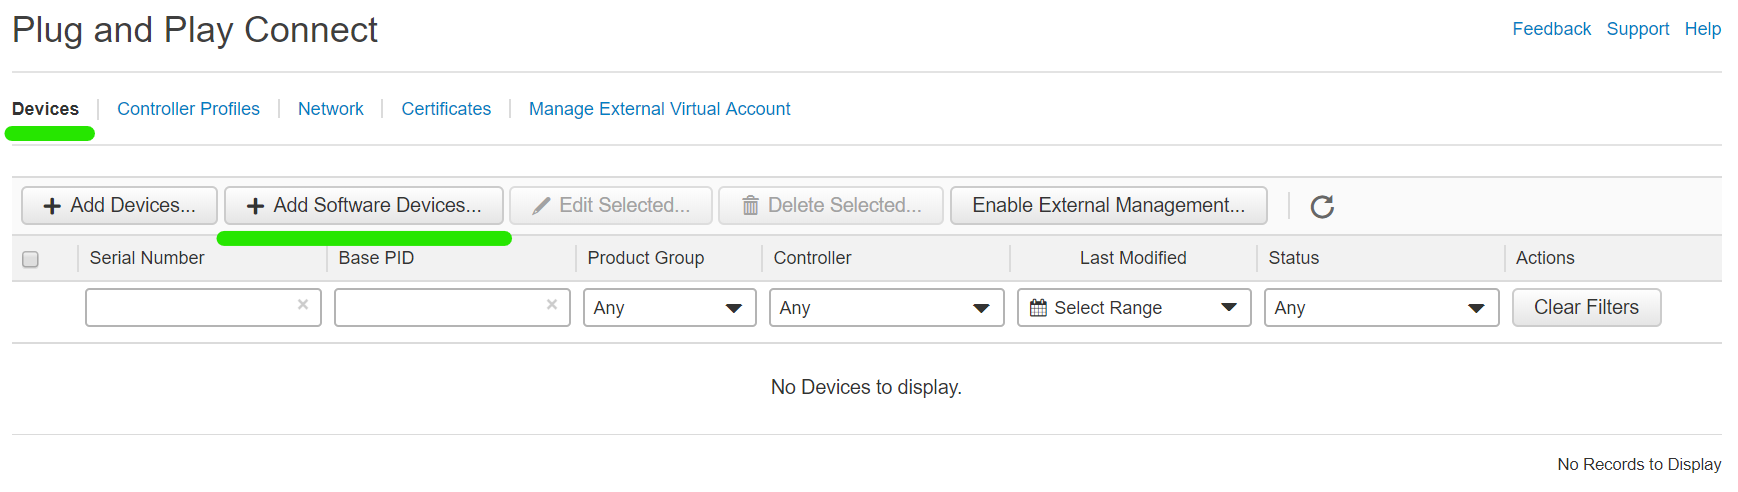 Plug and Play Connect
Feedback Support Help
Devices Controller Profiles Network Certificates Manage External Virtual Account
Add Devices... Add Software Devices... Edit Selected... Delete Selected... Enable External Management...
Serial Number Base PID Product Group Controller Last Modified Status Actions
Any Any Select Range Any Clear Filters
No Devices to display.
No Records to Display